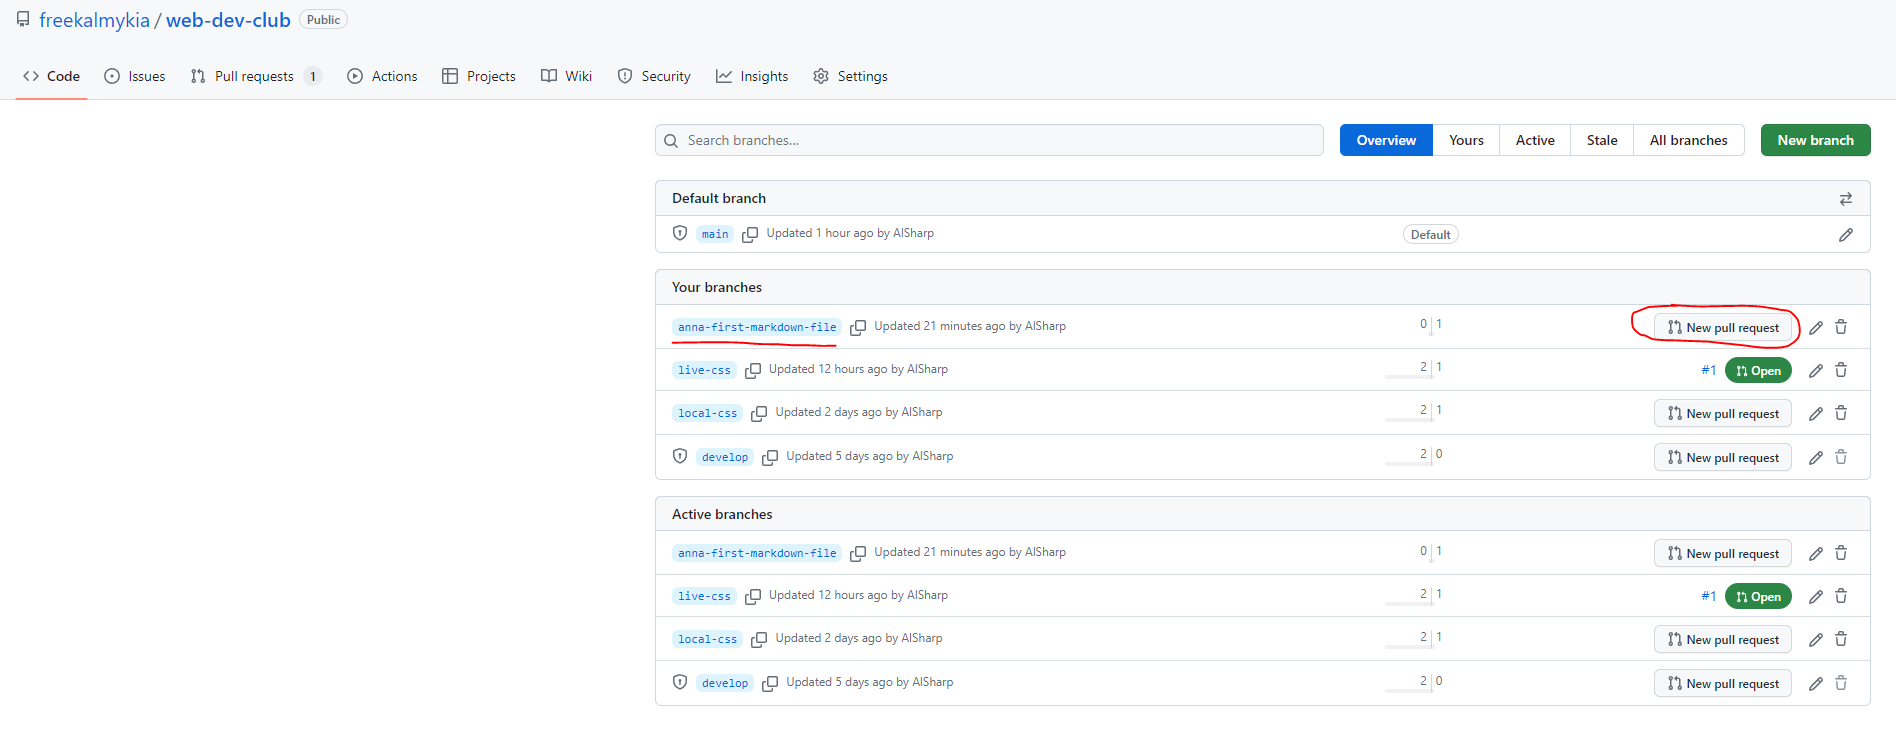 freekalmykia / web-dev-club Public
Code Issues Pull requests 1 Actions Projects Wiki Security Insights Settings
Search branches... Overview Yours Active Stale All branches New branch
Default branch
main Updated 1 hour ago by AlSharp Default
Your branches
anna-first-markdown-file Updated 21 minutes ago by AlSharp 0 1 New pull request
live-css Updated 12 hours ago by AlSharp 2 1 #1 Open
local-css Updated 2 days ago by AlSharp 2 1 New pull request
develop Updated 5 days ago by AlSharp 2 0 New pull request
Active branches
anna-first-markdown-file Updated 21 minutes ago by AlSharp 0 1 New pull request
live-css Updated 12 hours ago by AlSharp 2 1 #1 Open
local-css Updated 2 days ago by AlSharp 2 1 New pull request
develop Updated 5 days ago by AlSharp 2 0 New pull request